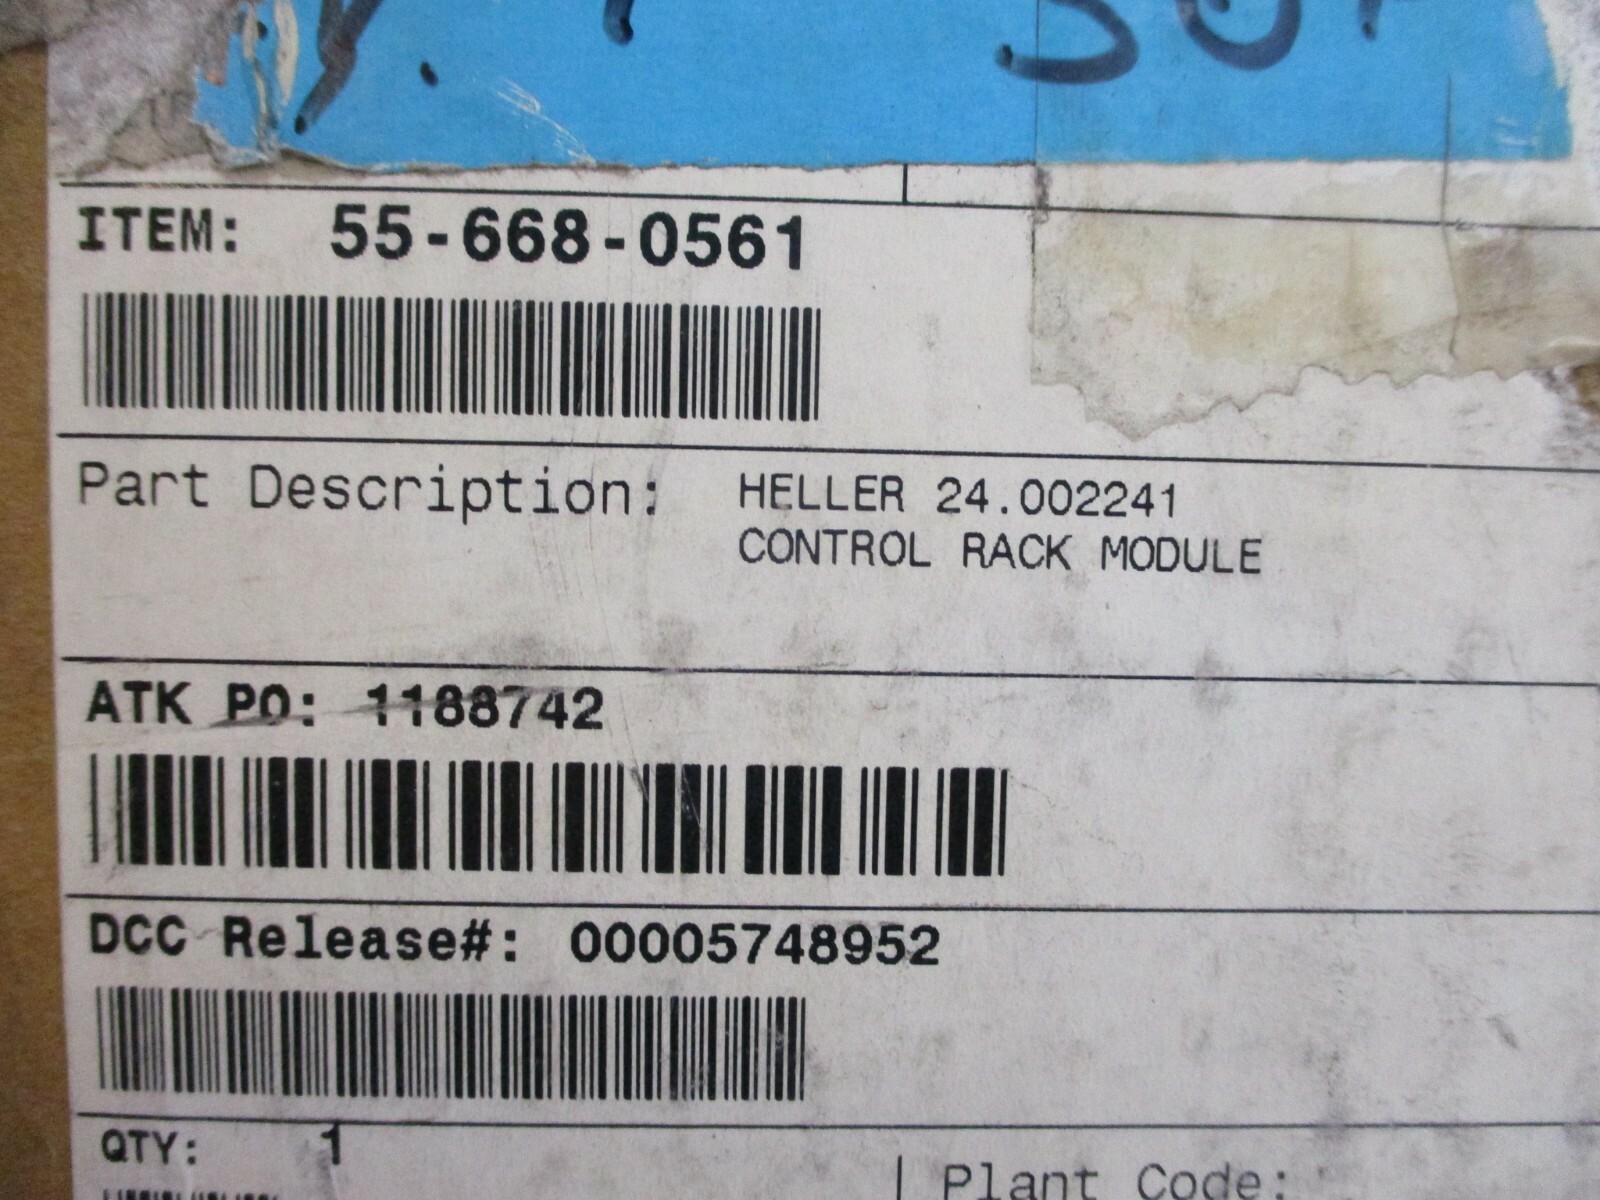 ITEM: 55-668-0561
Part Description: HELLER 24.002241
CONTROL RACK MODULE
ATK PO: 1188742
DCC Release#: 00005748952
QTY: 1
Plant Code: